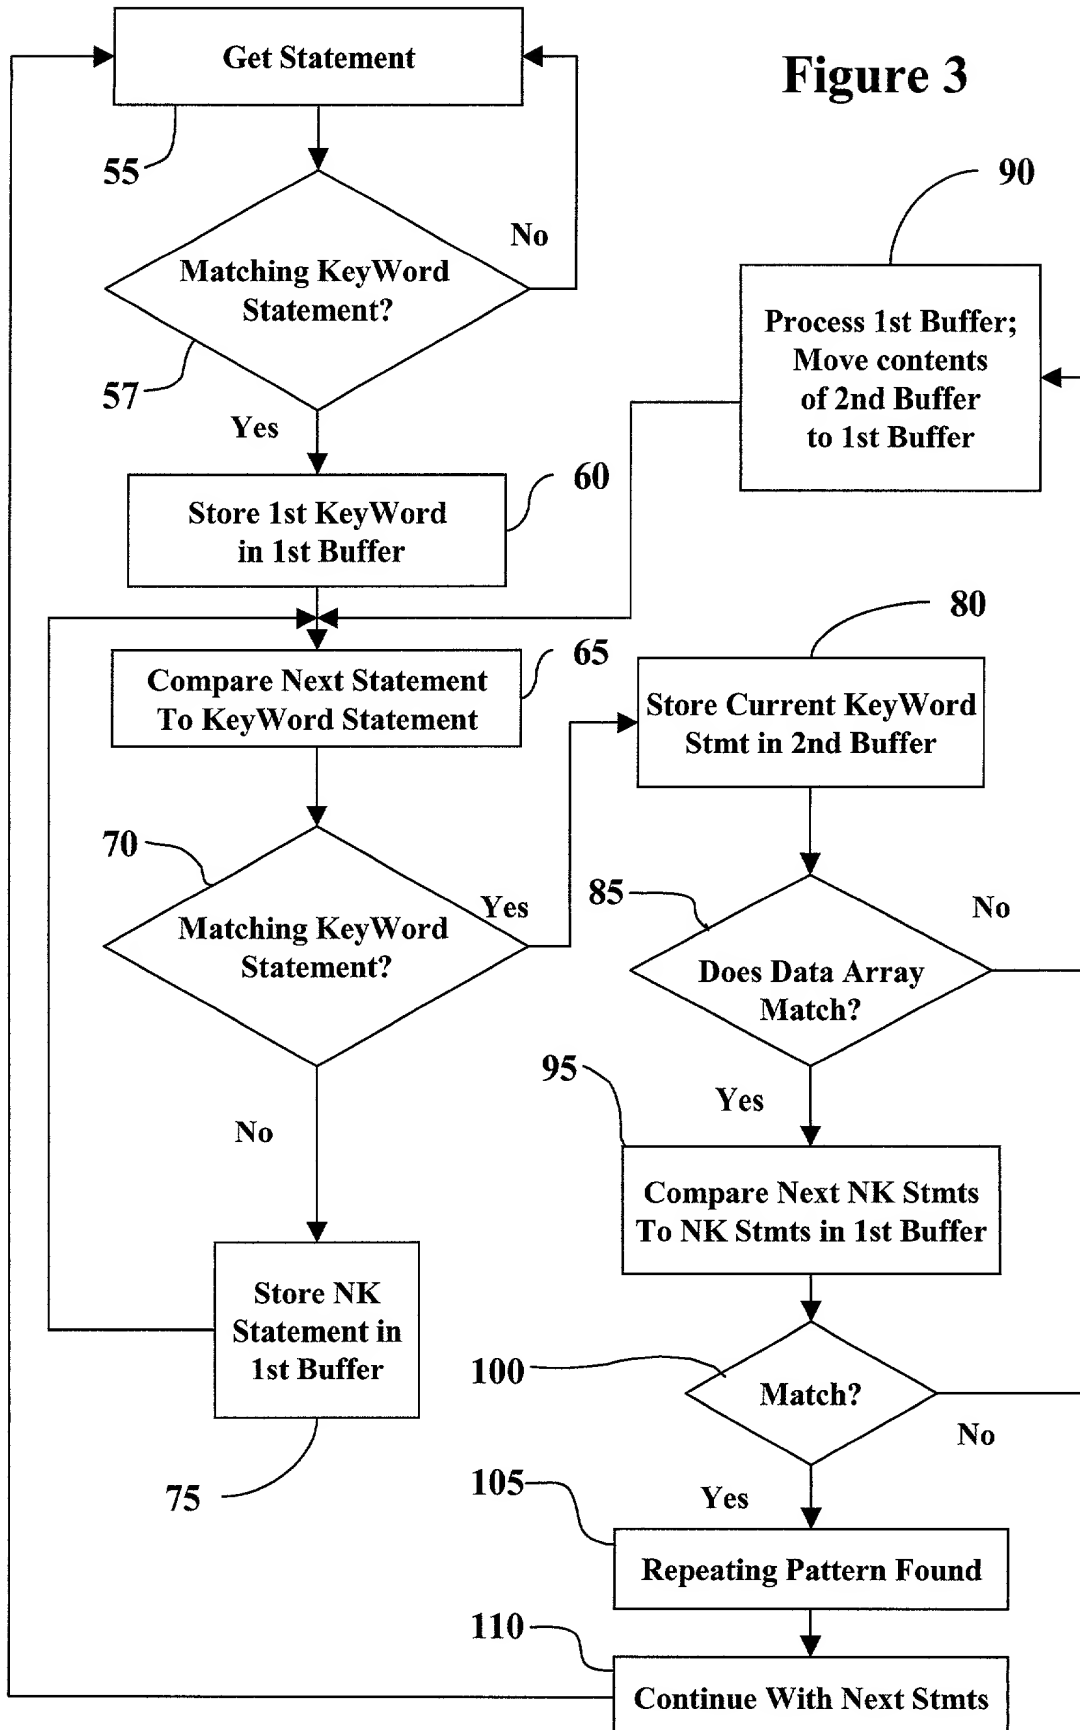 Figure 3
Get Statement
55
Matching KeyWord
Statement?
No
57
Yes
Store 1st KeyWord
in 1st Buffer
60
Compare Next Statement
To KeyWord Statement
65
70
Matching KeyWord
Statement?
Yes
No
Store NK
Statement in
1st Buffer
75
90
Process 1st Buffer;
Move contents
of 2nd Buffer
to 1st Buffer
80
Store Current KeyWord
Stmt in 2nd Buffer
85
No
Does Data Array
Match?
95
Yes
Compare Next NK Stmts
To NK Stmts in 1st Buffer
100
Match?
No
105
Yes
Repeating Pattern Found
110
Continue With Next Stmts